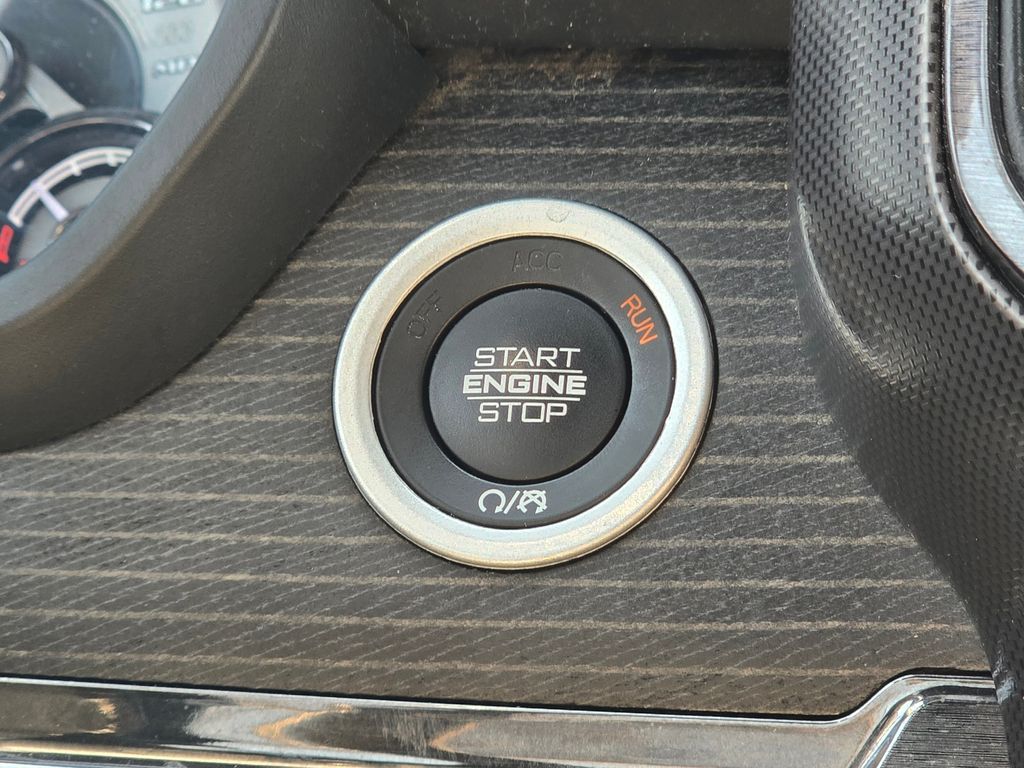 ACC
OFF
RUN
START
ENGINE
STOP